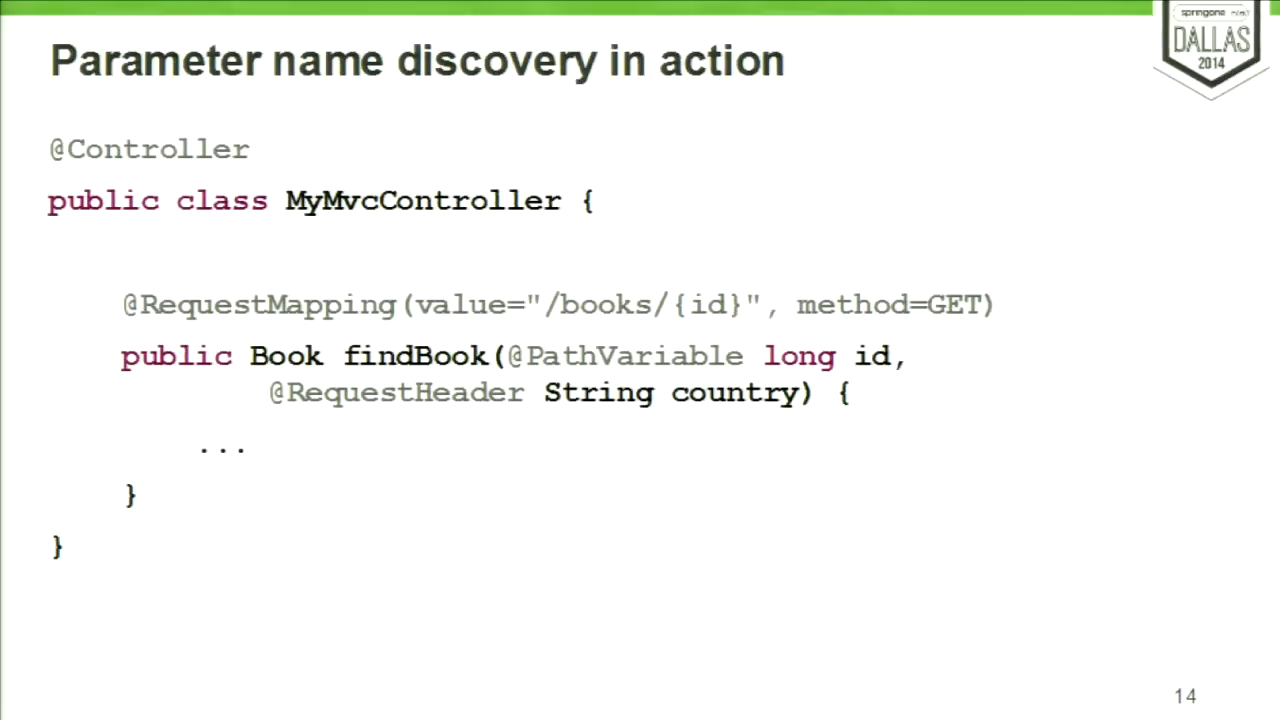 Parameter name discovery in action
springone
DALLAS
2014
@Controller
public class MyMvcController {
@RequestMapping(value="/books/{id}", method=GET)
public Book findBook(@PathVariable long id,
@RequestHeader String country) {
...
}
}
14